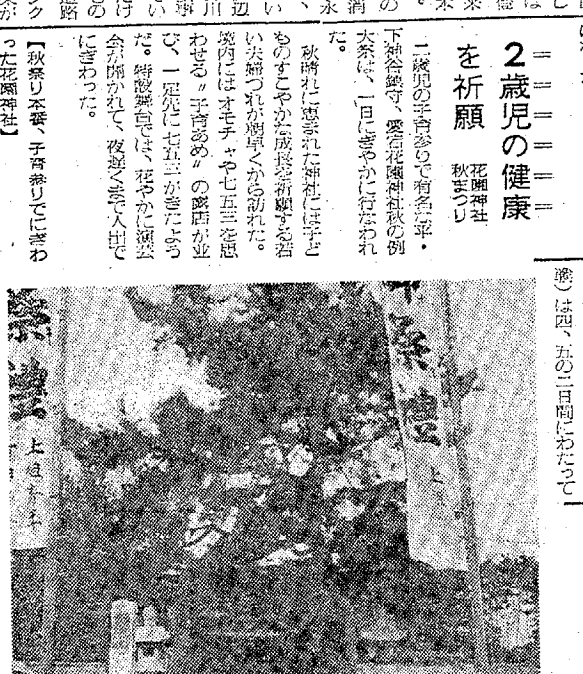 2歳児の健康
を祈願
花園神社
秋まつり
二歳児の子育参りで有名な平・
下神谷鎮守、愛宕花園神社秋の例
大祭は、一日にぎやかに行なわれ
た。
秋晴れに恵まれた神社には子ど
ものすこやかな成長を祈願する若
い夫婦づれが朝早くから訪れた。
境内にはオモチャや七五三を思
わせる〃子育あめ〃の露店が並
び、一足先に七五三がきたよう
だ。特設舞台では、花やかに演芸
会が開かれて、夜遅くまで人出で
にぎわった。
【秋祭り本番、子育参りでにぎわ
った花園神社】
戦)は四、五の二日間にわたって